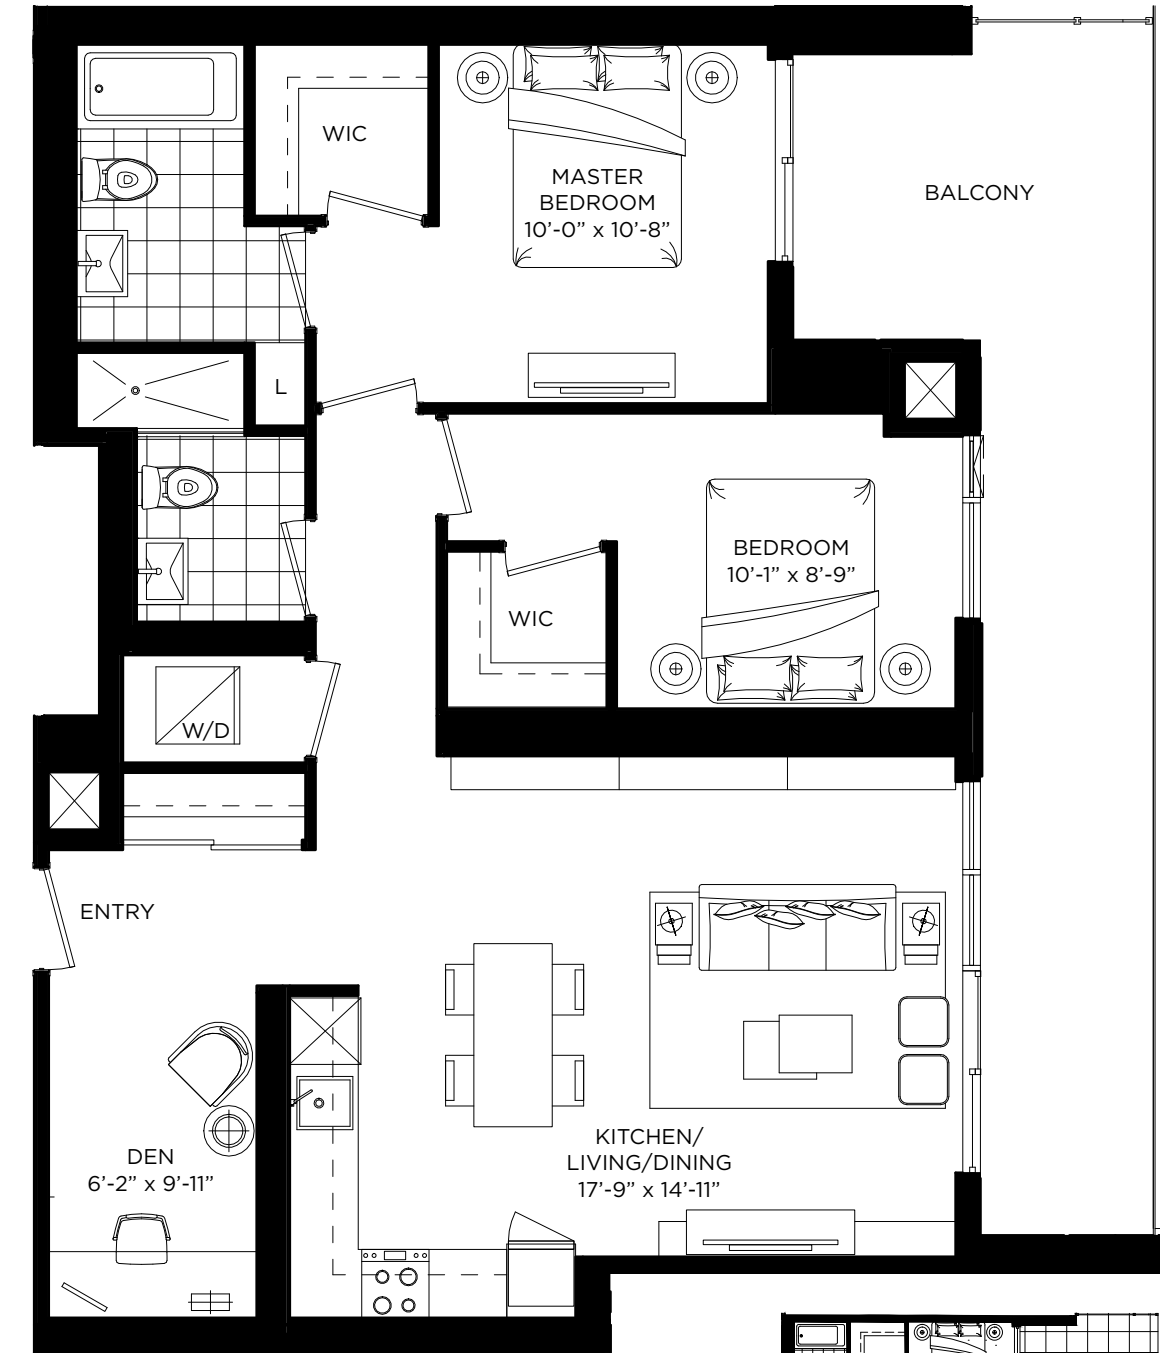 WIC
MASTER
BEDROOM
10'-0” x 10'-8”
BALCONY
L
BEDROOM
10'-1” x 8'-9”
WIC
W/D
ENTRY
KITCHEN/
LIVING/DINING
17'-9” x 14'-11”
DEN
6'-2” x 9'-11”